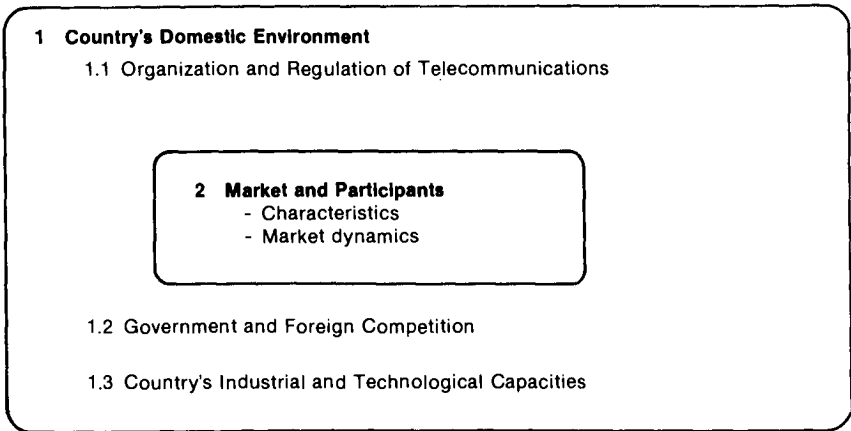 1 Country's Domestic Environment
1.1 Organization and Regulation of Telecommunications
2 Market and Participants
- Characteristics
- Market dynamics
1.2 Government and Foreign Competition
1.3 Country's Industrial and Technological Capacities